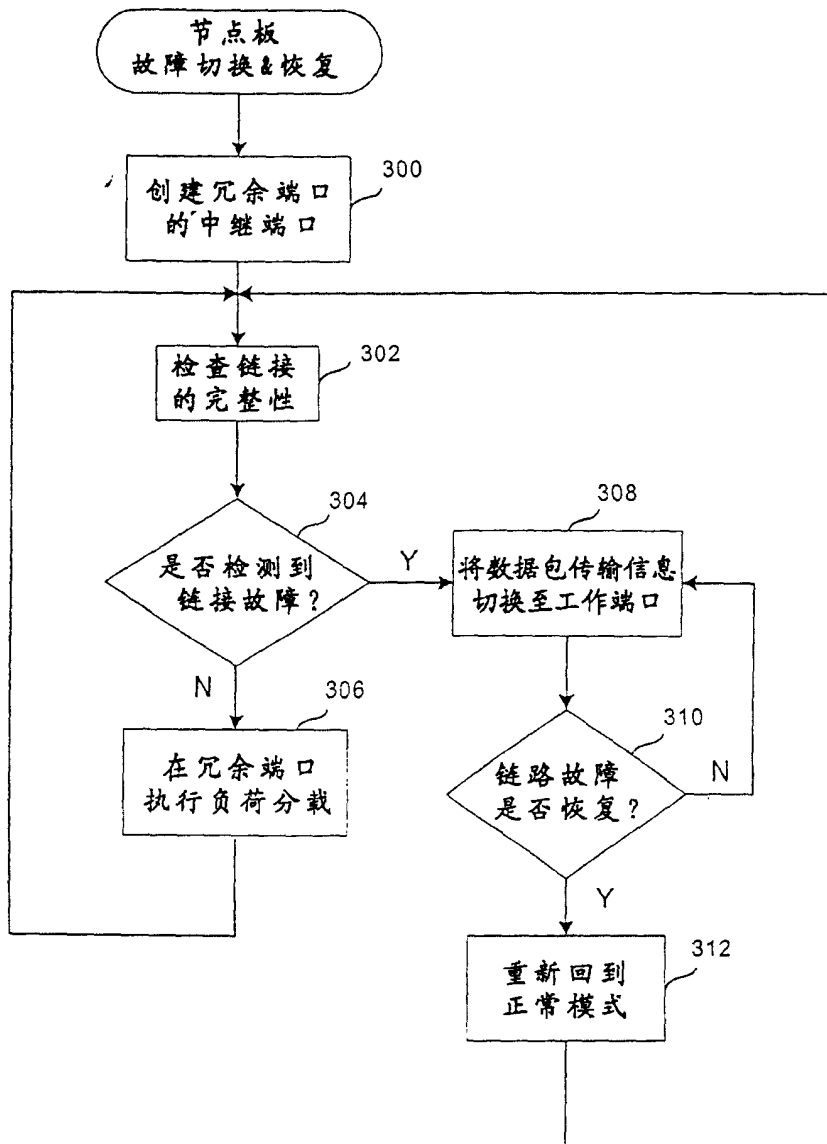 节点板
故障切换&恢复
300
创建冗余端口
的中继端口
302
检查链接
的完整性
304
是否检测到
链接故障?
Y
N
306
在冗余端口
执行负荷分载
308
将数据包传输信息
切换至工作端口
310
链路故障
是否恢复?
N
Y
312
重新回到
正常模式